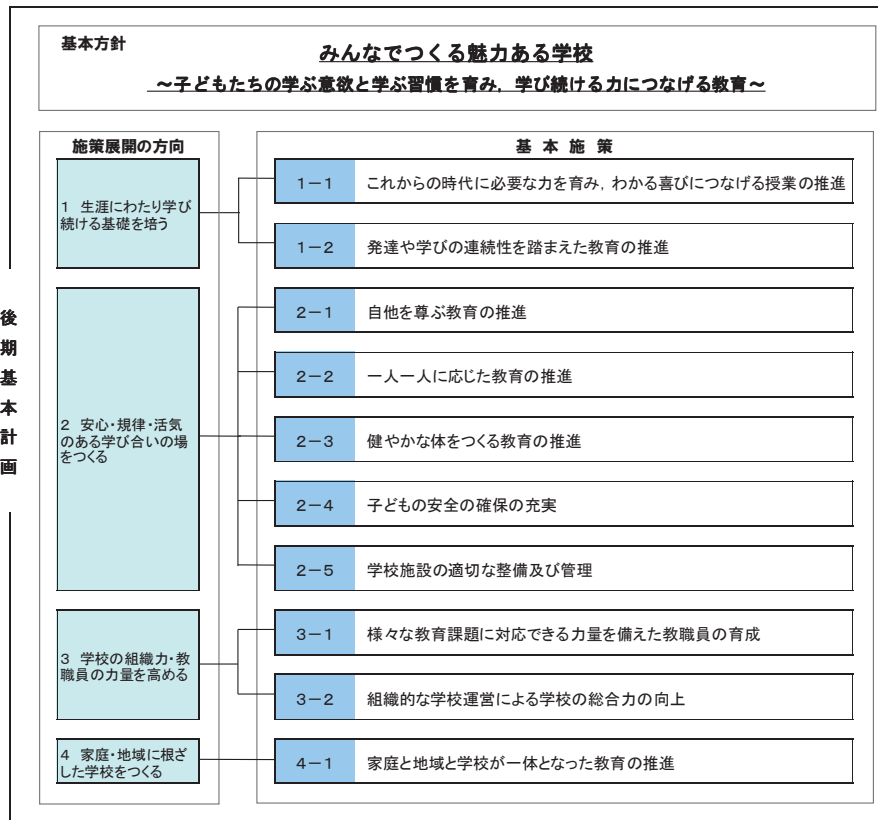 基本方針
みんなでつくる魅力ある学校
～子どもたちの学ぶ意欲と学ぶ習慣を育み，学び続ける力につなげる教育～
後期基本計画
施策展開の方向
基本施策
1 生涯にわたり学び
続ける基礎を培う
1－1 これからの時代に必要な力を育み，わかる喜びにつなげる授業の推進
1－2 発達や学びの連続性を踏まえた教育の推進
2 安心・規律・活気
のある学び合いの場
をつくる
2－1 自他を尊ぶ教育の推進
2－2 一人一人に応じた教育の推進
2－3 健やかな体をつくる教育の推進
2－4 子どもの安全の確保の充実
2－5 学校施設の適切な整備及び管理
3 学校の組織力・教
職員の力量を高める
3－1 様々な教育課題に対応できる力量を備えた教職員の育成
3－2 組織的な学校運営による学校の総合力の向上
4 家庭・地域に根ざ
した学校をつくる
4－1 家庭と地域と学校が一体となった教育の推進